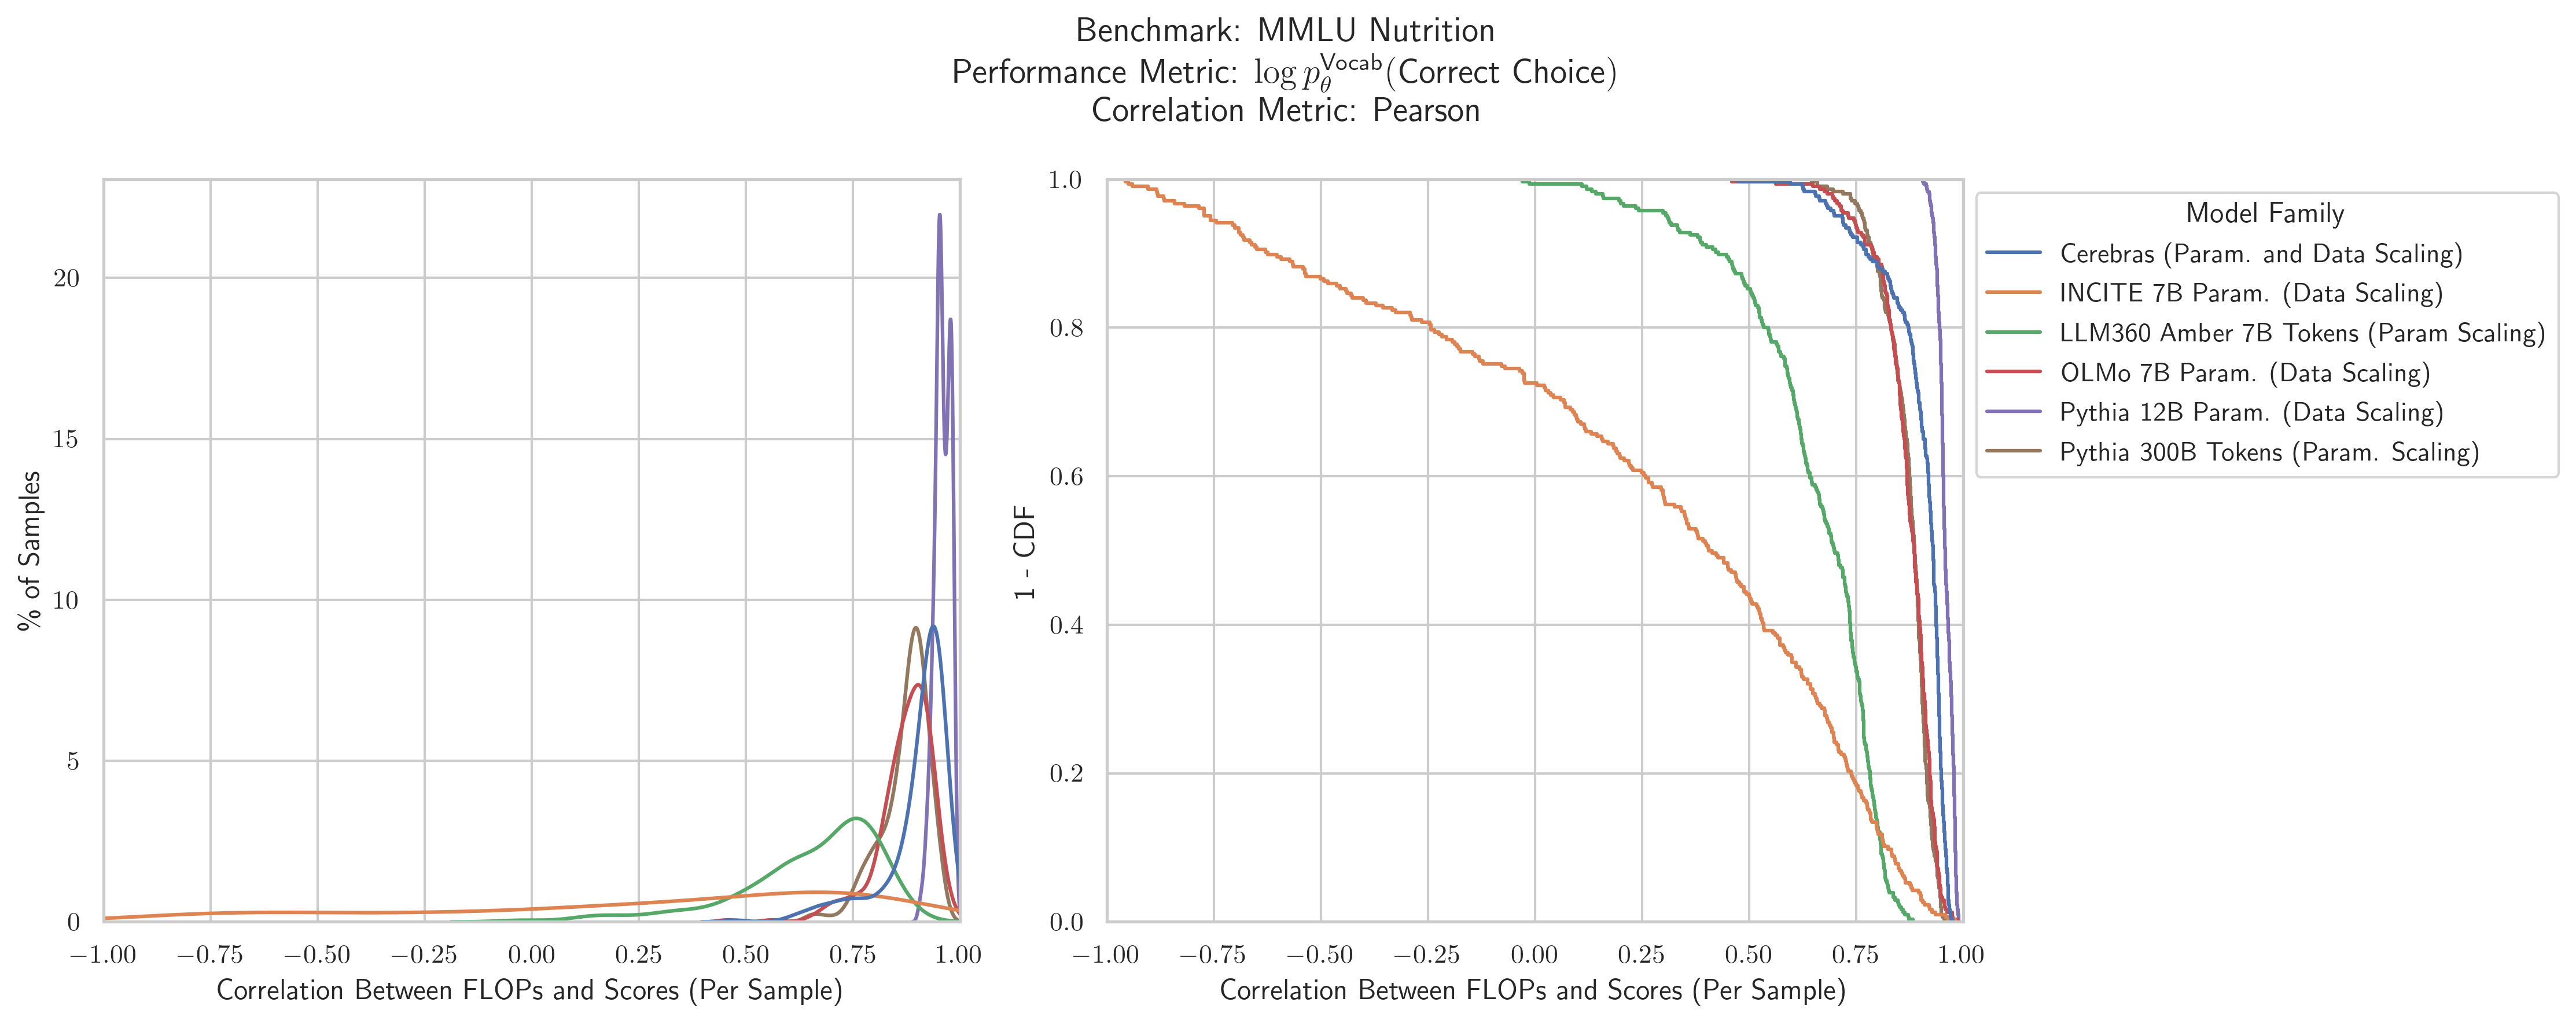 Benchmark: MMLU Nutrition
Performance Metric: log p_θ^Vocab(Correct Choice)
Correlation Metric: Pearson
% of Samples
20
15
10
5
0
−1.00 −0.75 −0.50 −0.25 0.00 0.25 0.50 0.75 1.00
Correlation Between FLOPs and Scores (Per Sample)
1 - CDF
1.0
0.8
0.6
0.4
0.2
0.0
−1.00 −0.75 −0.50 −0.25 0.00 0.25 0.50 0.75 1.00
Correlation Between FLOPs and Scores (Per Sample)
Model Family
Cerebras (Param. and Data Scaling)
INCITE 7B Param. (Data Scaling)
LLM360 Amber 7B Tokens (Param Scaling)
OLMo 7B Param. (Data Scaling)
Pythia 12B Param. (Data Scaling)
Pythia 300B Tokens (Param. Scaling)